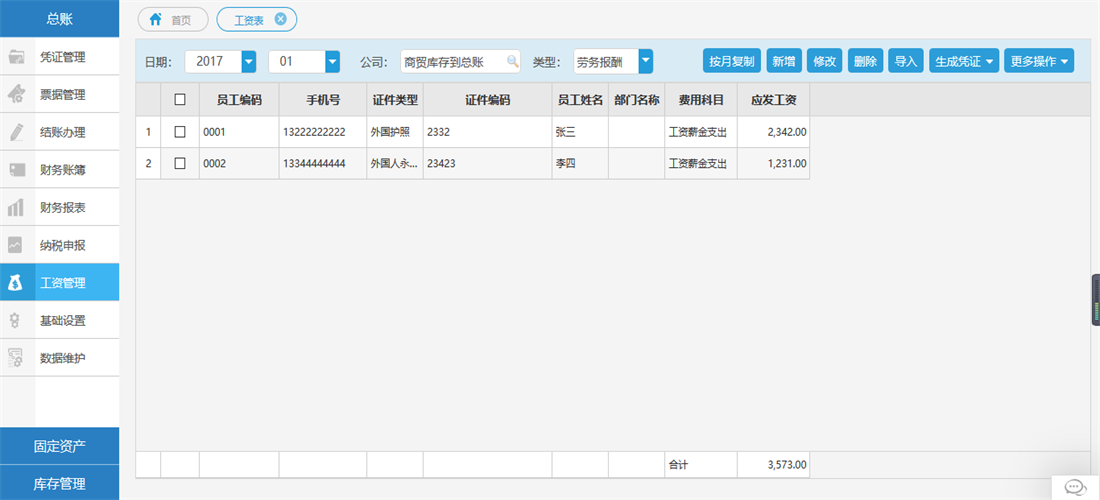 总账
首页
工资表
凭证管理
票据管理
结账办理
财务账簿
财务报表
纳税申报
工资管理
基础设置
数据维护
固定资产
库存管理
日期： 2017 01 公司： 商贸库存到总账 类型： 劳务报酬 按月复制 新增 修改 删除 导入 生成凭证 更多操作
员工编码 手机号 证件类型 证件编码 员工姓名 部门名称 费用科目 应发工资
1 0001 13222222222 外国护照 2332 张三 工资薪金支出 2,342.00
2 0002 13344444444 外国人永... 23423 李四 工资薪金支出 1,231.00
合计 3,573.00